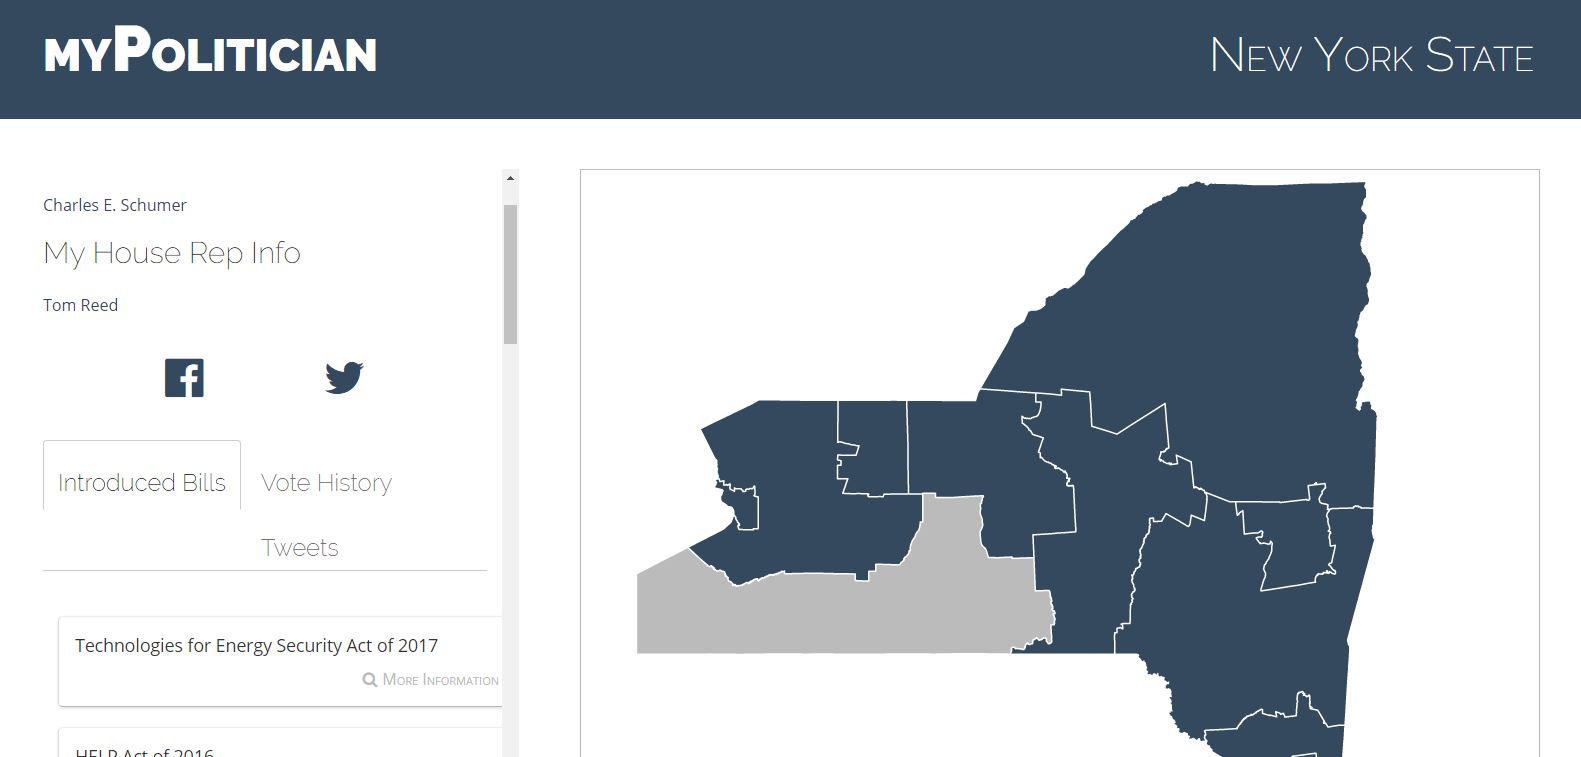 MYPOLITICIAN
NEW YORK STATE
Charles E. Schumer
My House Rep Info
Tom Reed
Introduced Bills
Vote History
Tweets
Technologies for Energy Security Act of 2017
MORE INFORMATION
HELP Act of 2016